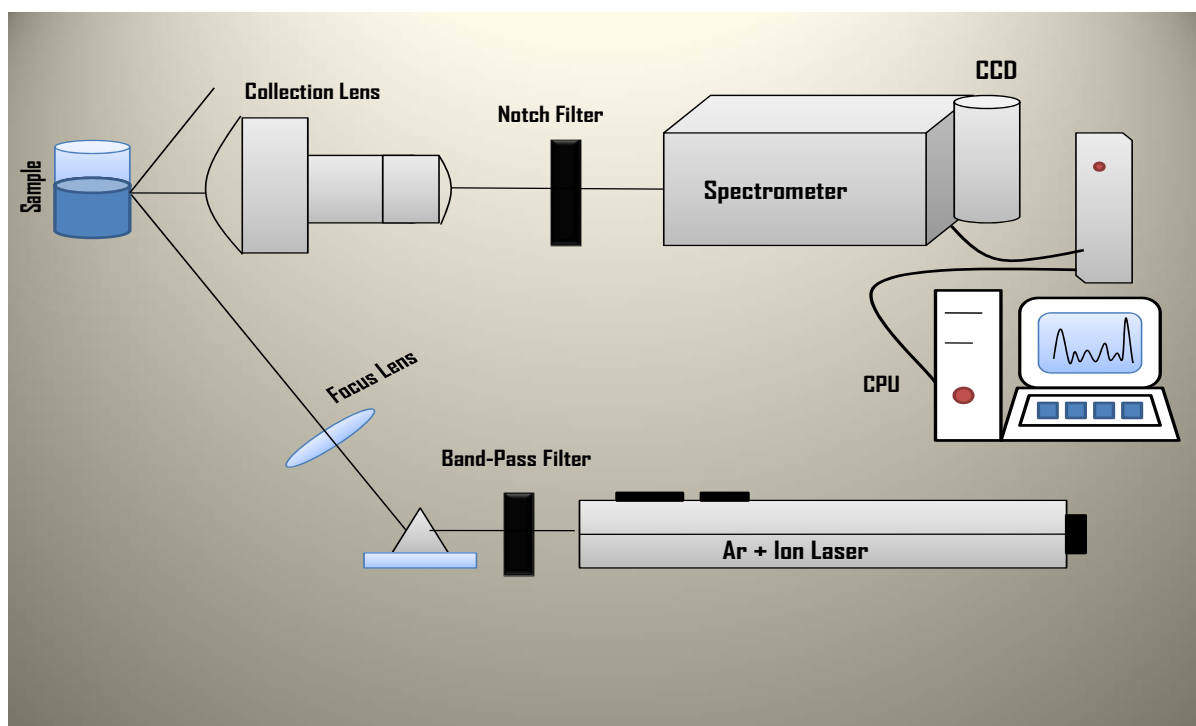 CCD
Collection Lens
Notch Filter
Sample
Spectrometer
Focus Lens
CPU
Band-Pass Filter
Ar + Ion Laser